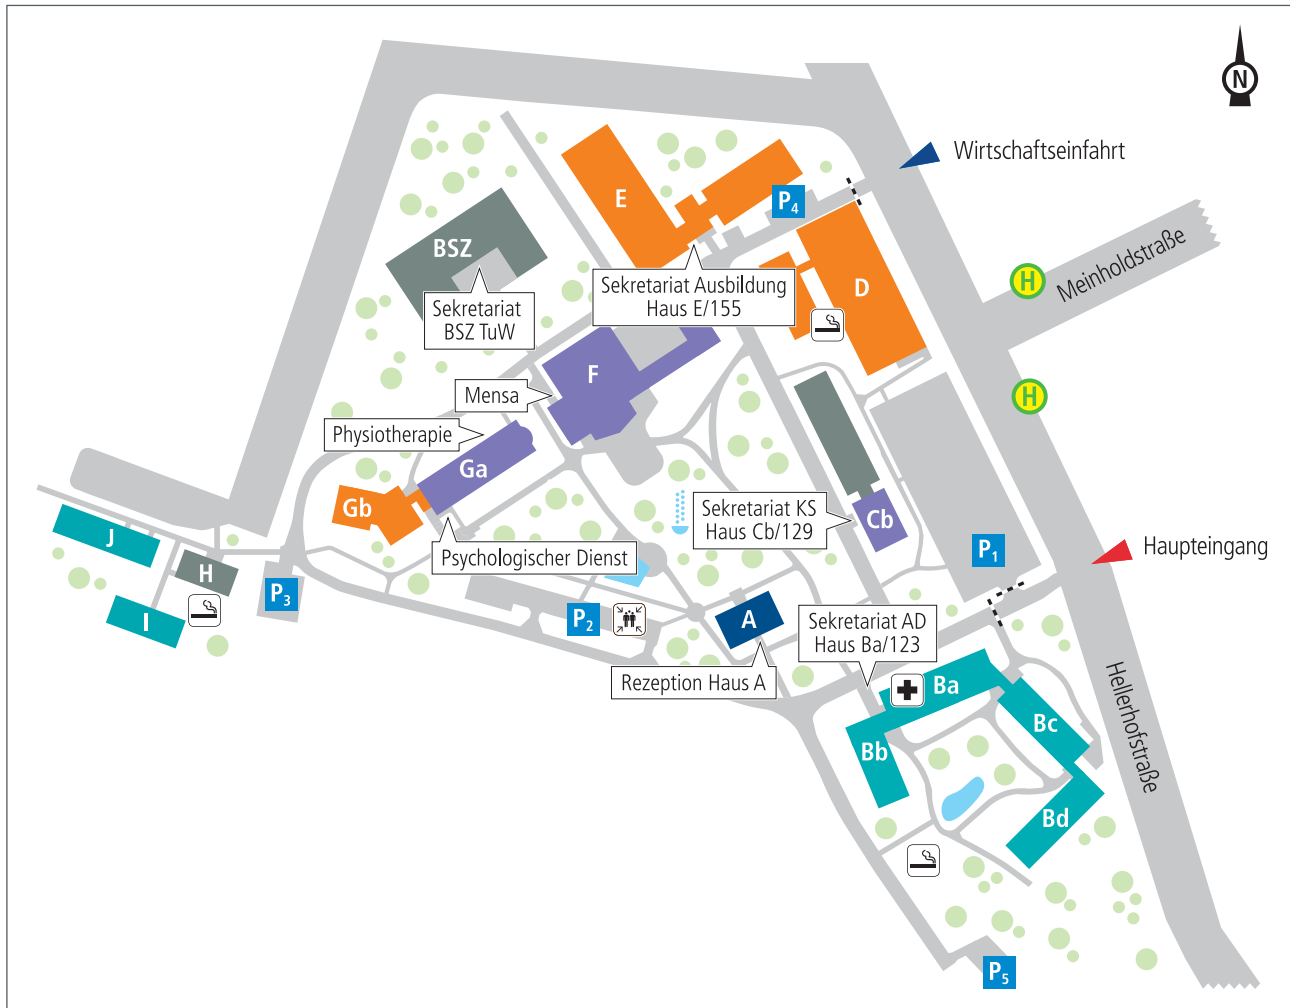 N
Wirtschaftseinfahrt
E
P4
Meinholdstraße
BSZ
H
D
Sekretariat Ausbildung
Haus E/155
Sekretariat
BSZ TuW
F
Mensa
H
Physiotherapie
Ga
Gb
Sekretariat KS
Haus Cb/129
Cb
J
Psychologischer Dienst
P1
Haupteingang
H
P3
I
P2
A
Sekretariat AD
Haus Ba/123
Rezeption Haus A
Ba
Bc
Bb
Hellerhofstraße
Bd
P5